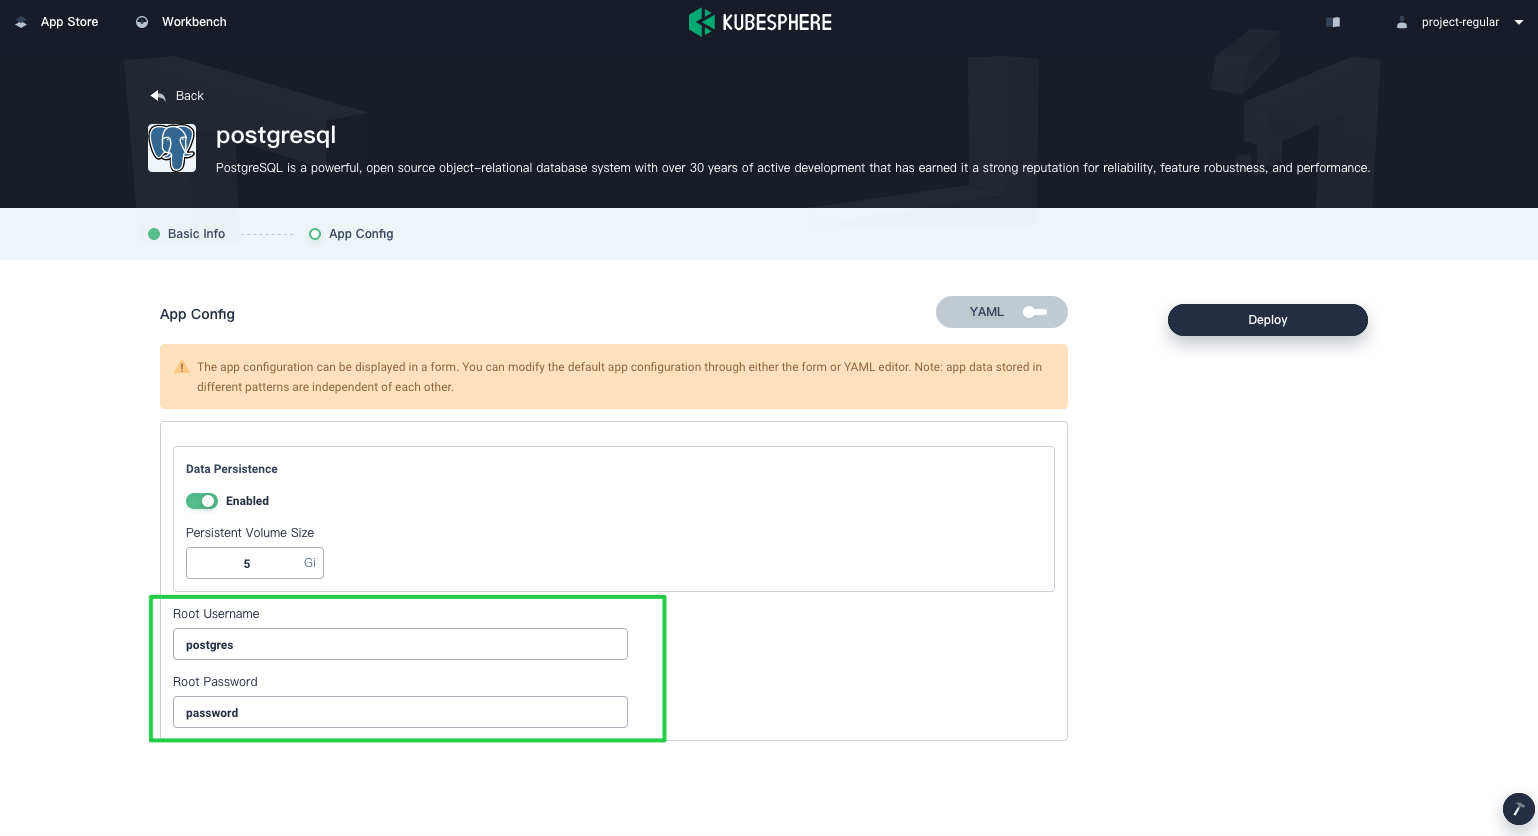 App Store
Workbench
KUBESPHERE
project-regular
Back
postgresql
PostgreSQL is a powerful, open source object-relational database system with over 30 years of active development that has earned it a strong reputation for reliability, feature robustness, and performance.
Basic Info
App Config
App Config
YAML
Deploy
The app configuration can be displayed in a form. You can modify the default app configuration through either the form or YAML editor. Note: app data stored in
different patterns are independent of each other.
Data Persistence
Enabled
Persistent Volume Size
5 Gi
Root Username
postgres
Root Password
password